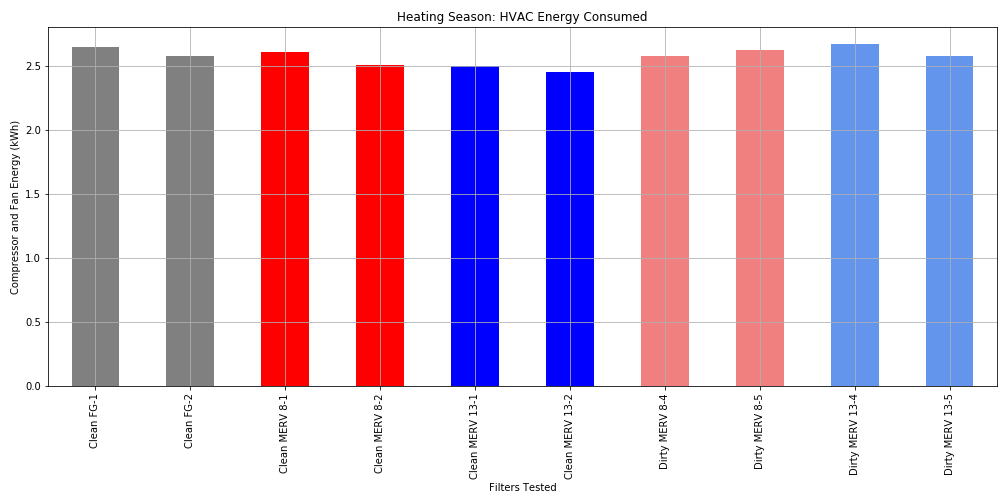 Heating Season: HVAC Energy Consumed
Compressor and Fan Energy (kWh)
2.5
2.0
1.5
1.0
0.5
0.0
Clean FG-1
Clean FG-2
Clean MERV 8-1
Clean MERV 8-2
Clean MERV 13-1
Clean MERV 13-2
Dirty MERV 8-4
Dirty MERV 8-5
Dirty MERV 13-4
Dirty MERV 13-5
Filters Tested